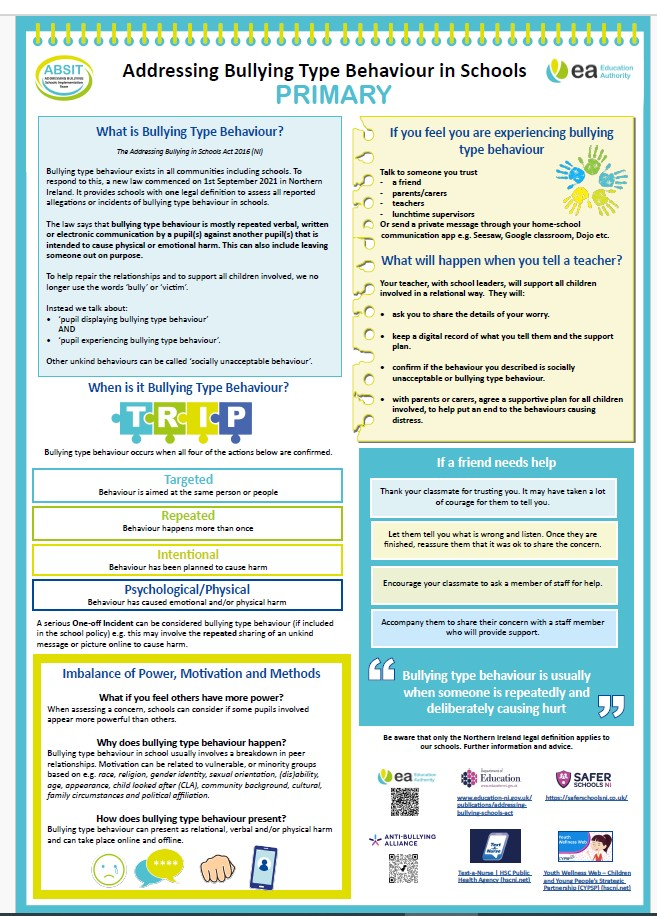 ABSIT
ADDRESSING BULLYING
Schools Implementation
Team
Addressing Bullying Type Behaviour in Schools
PRIMARY
ea Education
Authority
What is Bullying Type Behaviour?
The Addressing Bullying in Schools Act 2016 (NI)
Bullying type behaviour exists in all communities including schools. To
respond to this, a new law commenced on 1st September 2021 in Northern
Ireland. It provides schools with one legal definition to assess all reported
allegations or incidents of bullying type behaviour in schools.
The law says that bullying type behaviour is mostly repeated verbal, written
or electronic communication by a pupil(s) against another pupil(s) that is
intended to cause physical or emotional harm. This can also include leaving
someone out on purpose.
To help repair the relationships and to support all children involved, we no
longer use the words 'bully' or 'victim'.
Instead we talk about:
• 'pupil displaying bullying type behaviour'
AND
• 'pupil experiencing bullying type behaviour'.
Other unkind behaviours can be called 'socially unacceptable behaviour'.
When is it Bullying Type Behaviour?
TRIP
Bullying type behaviour occurs when all four of the actions below are confirmed.
Targeted
Behaviour is aimed at the same person or people
Repeated
Behaviour happens more than once
Intentional
Behaviour has been planned to cause harm
Psychological/Physical
Behaviour has caused emotional and/or physical harm
A serious One-off Incident can be considered bullying type behaviour (if included
in the school policy) e.g. this may involve the repeated sharing of an unkind
message or picture online to cause harm.
Imbalance of Power, Motivation and Methods
What if you feel others have more power?
When assessing a concern, schools can consider if some pupils involved
appear more powerful than others.
Why does bullying type behaviour happen?
Bullying type behaviour in school usually involves a breakdown in peer
relationships. Motivation can be related to vulnerable, or minority groups
based on e.g. race, religion, gender identity, sexual orientation, (dis)ability,
age, appearance, child looked after (CLA), community background, cultural,
family circumstances and political affiliation.
How does bullying type behaviour present?
Bullying type behaviour can present as relational, verbal and/or physical harm
and can take place online and offline.
If you feel you are experiencing bullying
type behaviour
Talk to someone you trust
- a friend
- parents/carers
- teachers
- lunchtime supervisors
Or send a private message through your home-school
communication app e.g. Seesaw, Google classroom, Dojo etc.
What will happen when you tell a teacher?
Your teacher, with school leaders, will support all children
involved in a relational way. They will:
• ask you to share the details of your worry.
• keep a digital record of what you tell them and the support
plan.
• confirm if the behaviour you described is socially
unacceptable or bullying type behaviour.
• with parents or carers, agree a supportive plan for all children
involved, to help put an end to the behaviours causing
distress.
If a friend needs help
Thank your classmate for trusting you. It may have taken a lot
of courage for them to tell you.
Let them tell you what is wrong and listen. Once they are
finished, reassure them that it was ok to share the concern.
Encourage your classmate to ask a member of staff for help.
Accompany them to share their concern with a staff member
who will provide support.
“ Bullying type behaviour is usually
when someone is repeatedly and
deliberately causing hurt ”
Be aware that only the Northern Ireland legal definition applies to
our schools. Further information and advice.
ea Education
Authority
Department of
Education
www.education-ni.gov.uk/
publications/addressing-
bullying-schools-act
SAFER
SCHOOLS NI
https://saferschoolsni.co.uk/
ANTI-BULLYING
ALLIANCE
Text
a
Nurse
Text-a-Nurse | HSC Public
Health Agency (hscni.net)
Youth
Wellness Web
CYPSP
Youth Wellness Web – Children
and Young People's Strategic
Partnership (CYPSP) (hscni.net)